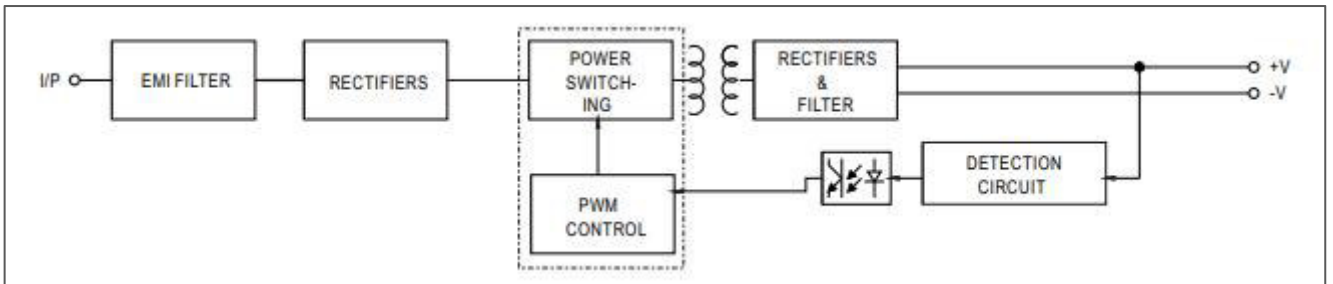 I/P
EMI FILTER
RECTIFIERS
POWER
SWITCH-
ING
RECTIFIERS
&
FILTER
+V
-V
DETECTION
CIRCUIT
PWM
CONTROL